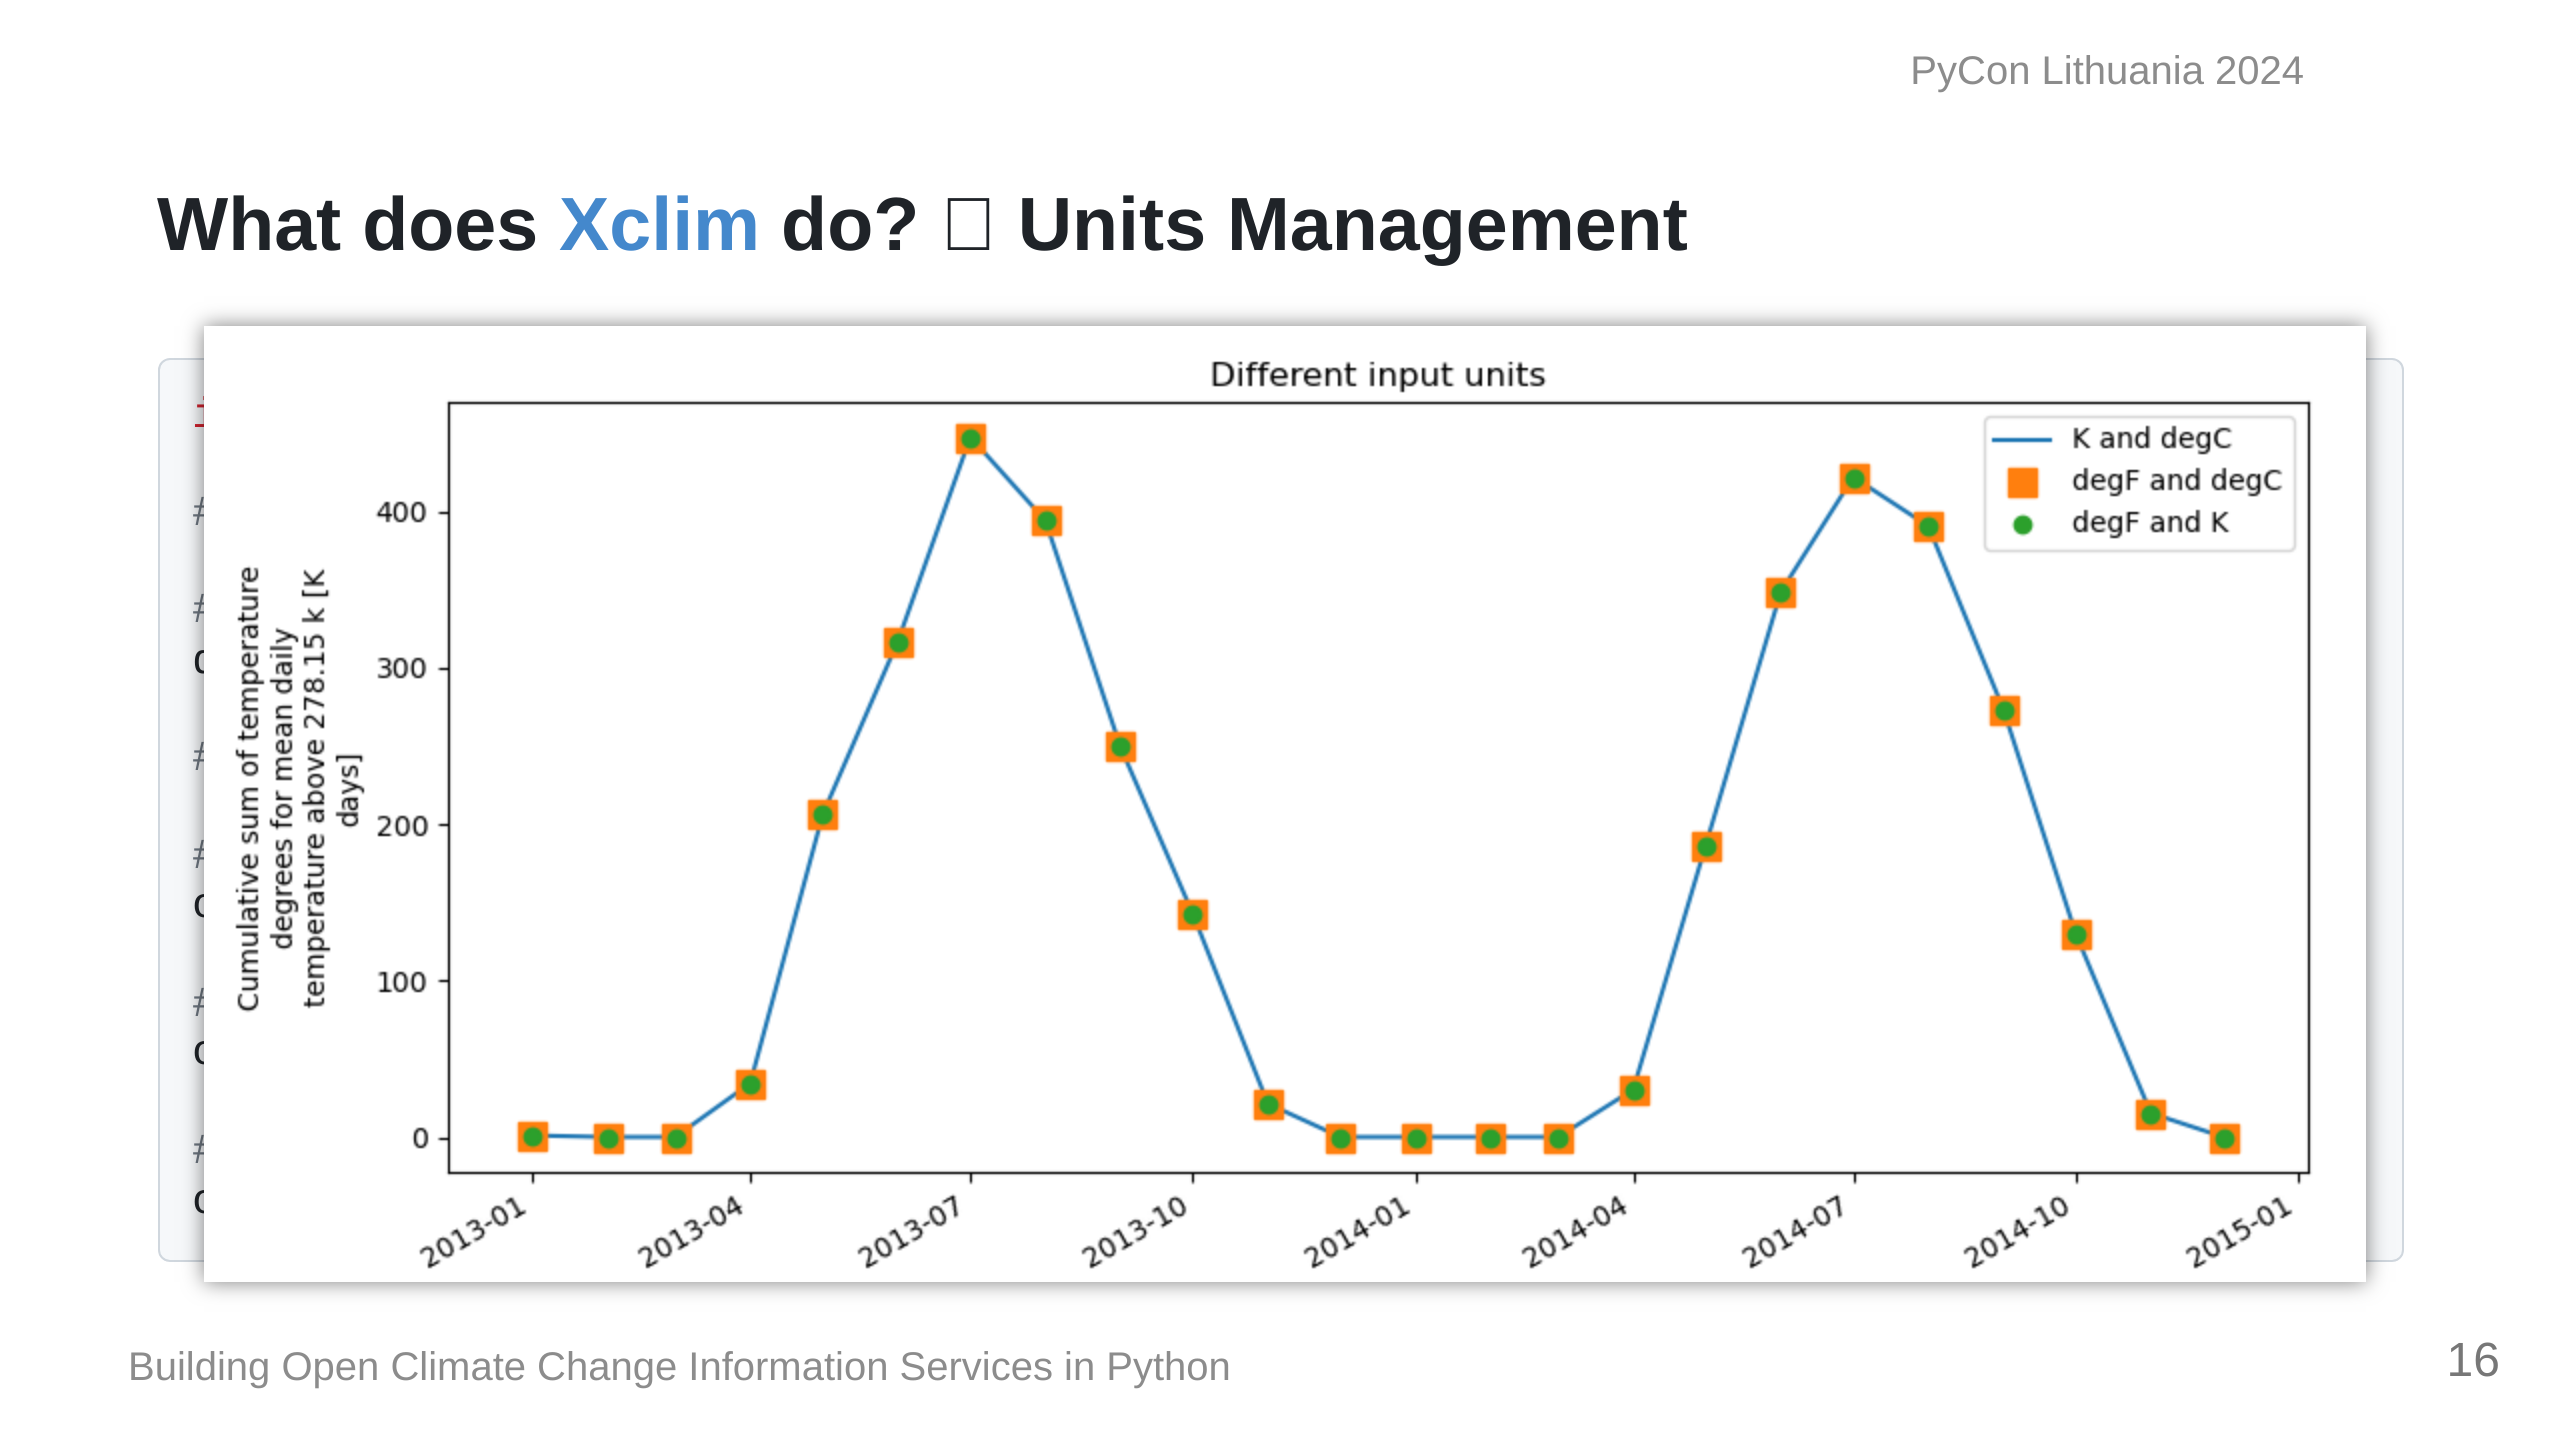 PyCon Lithuania 2024
What does Xclim do? Units Management
Different input units
K and degC
degF and degC
degF and K
Cumulative sum of temperature
degrees for mean daily
temperature above 278.15 k [K
days]
400
300
200
100
0
2013-01
2013-04
2013-07
2013-10
2014-01
2014-04
2014-07
2014-10
2015-01
#
#
#
#
#
#
Building Open Climate Change Information Services in Python
16